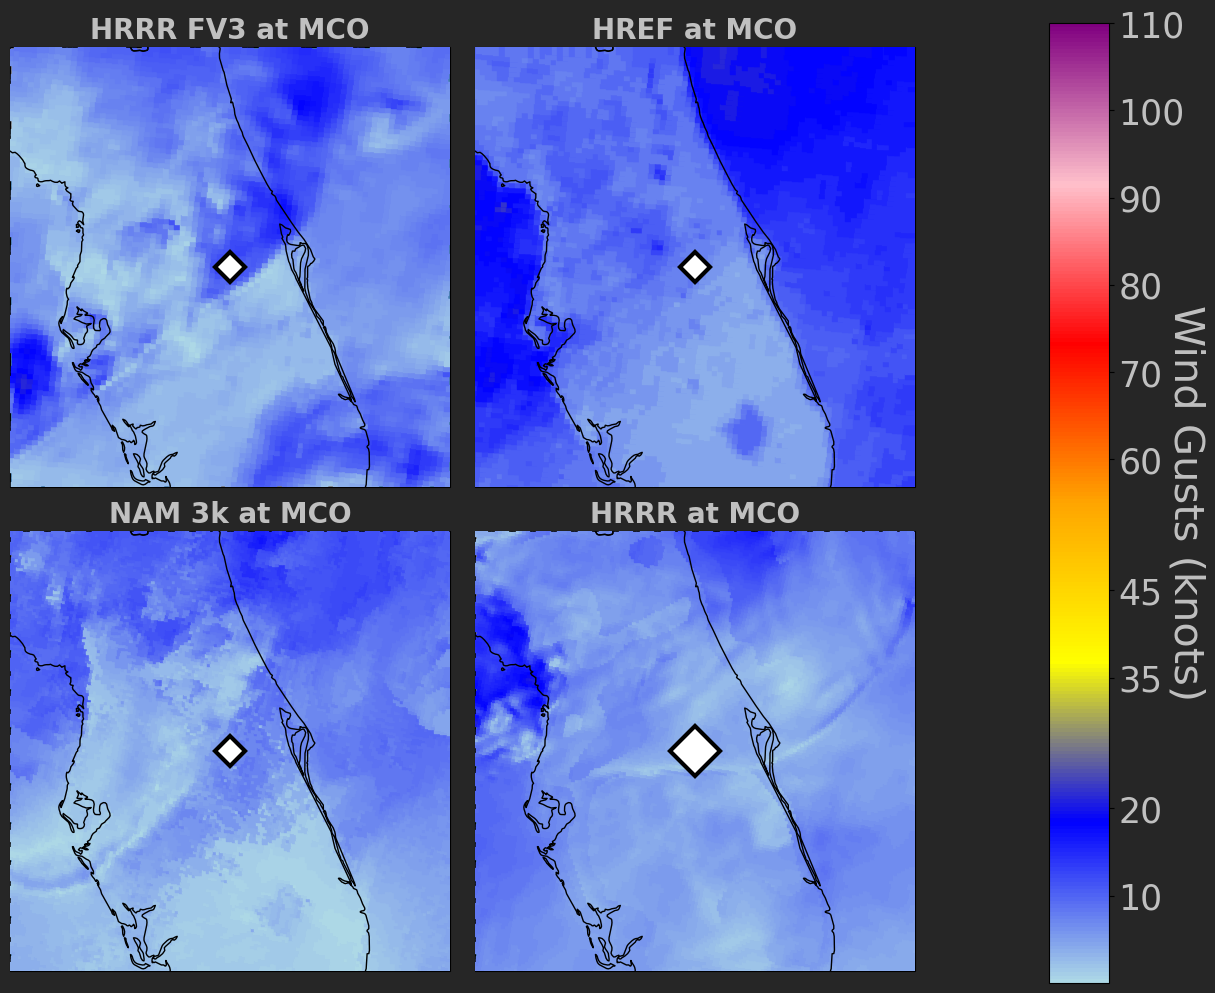 HRRR FV3 at MCO
HREF at MCO
NAM 3k at MCO
HRRR at MCO
110
100
90
80
70
60
45
35
20
10
Wind Gusts (knots)